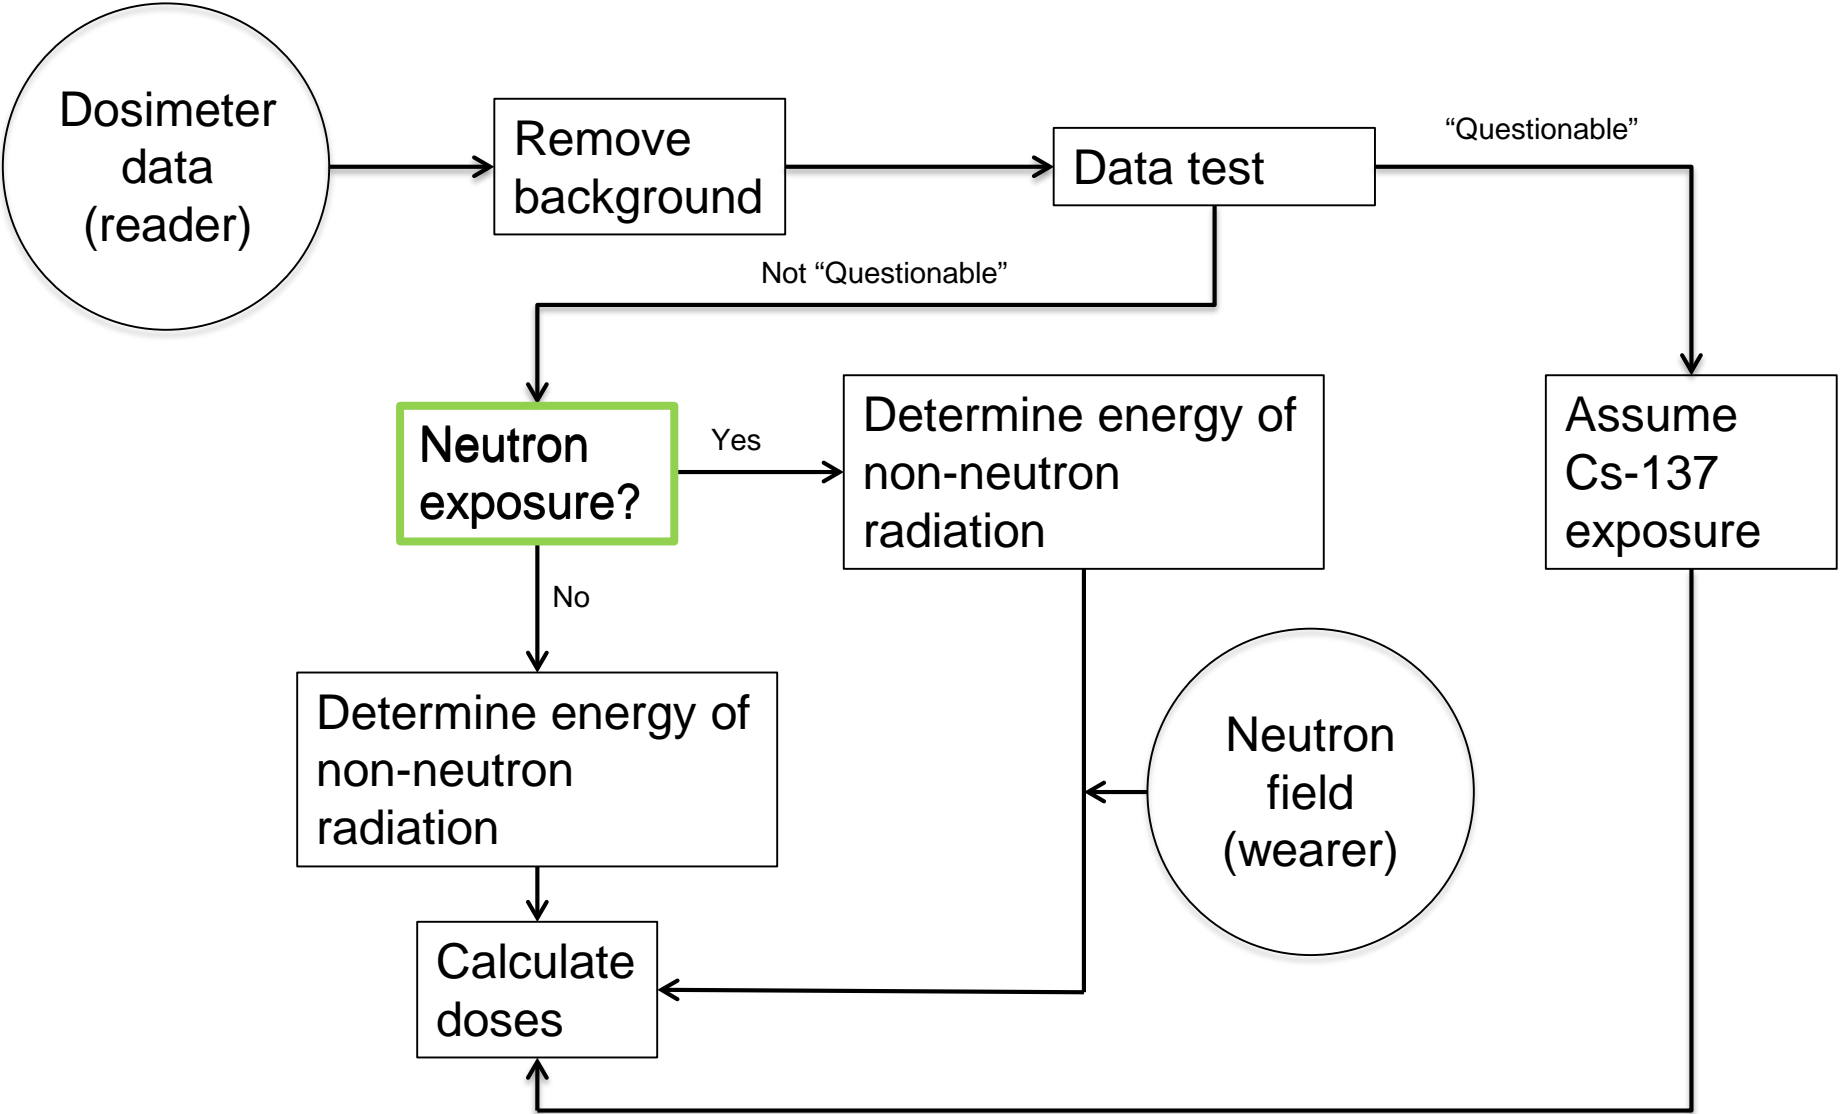 Dosimeter
data
(reader)
Remove
background
Data test
“Questionable”
Not “Questionable”
Neutron
exposure?
Yes
Determine energy of
non-neutron
radiation
Assume
Cs-137
exposure
No
Determine energy of
non-neutron
radiation
Neutron
field
(wearer)
Calculate
doses